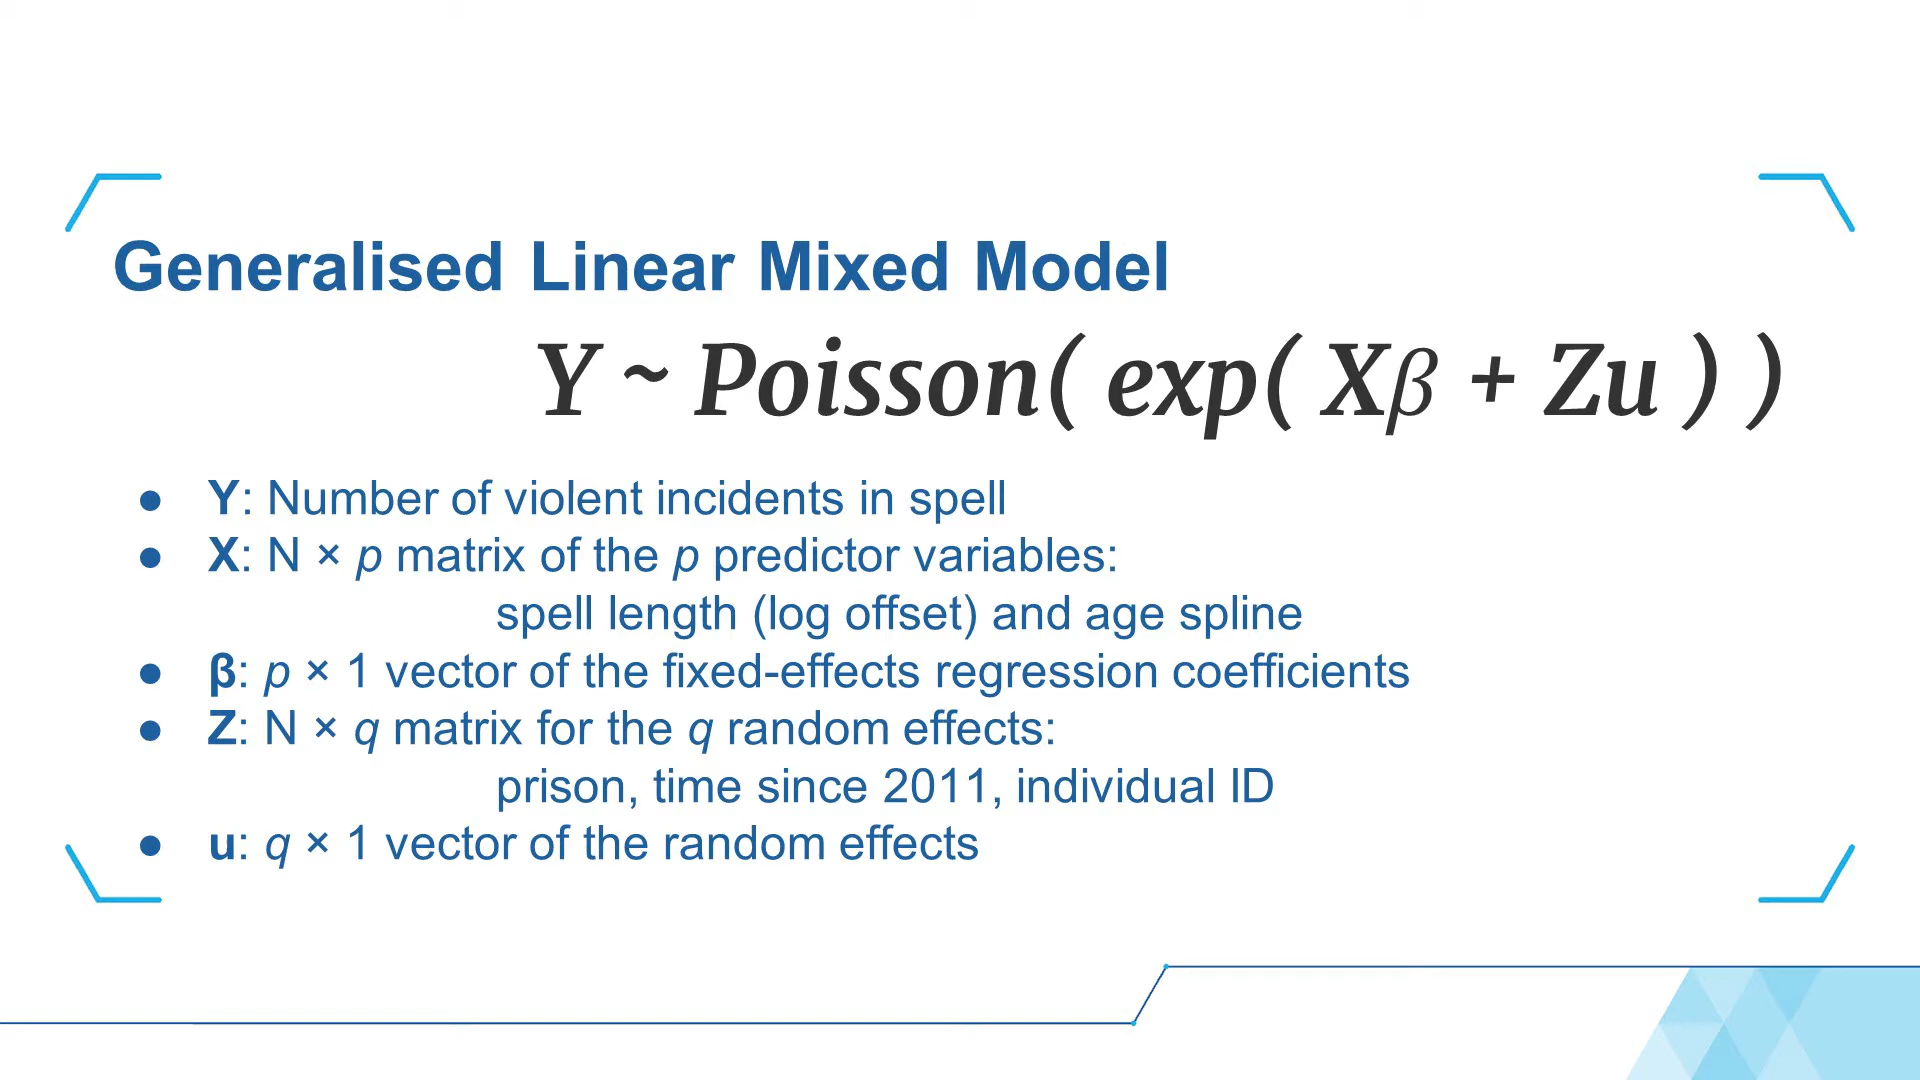 Generalised Linear Mixed Model
Y ~ Poisson( exp( Xβ + Zu ) )
● Y: Number of violent incidents in spell
● X: N × p matrix of the p predictor variables:
spell length (log offset) and age spline
● β: p × 1 vector of the fixed-effects regression coefficients
● Z: N × q matrix for the q random effects:
prison, time since 2011, individual ID
● u: q × 1 vector of the random effects